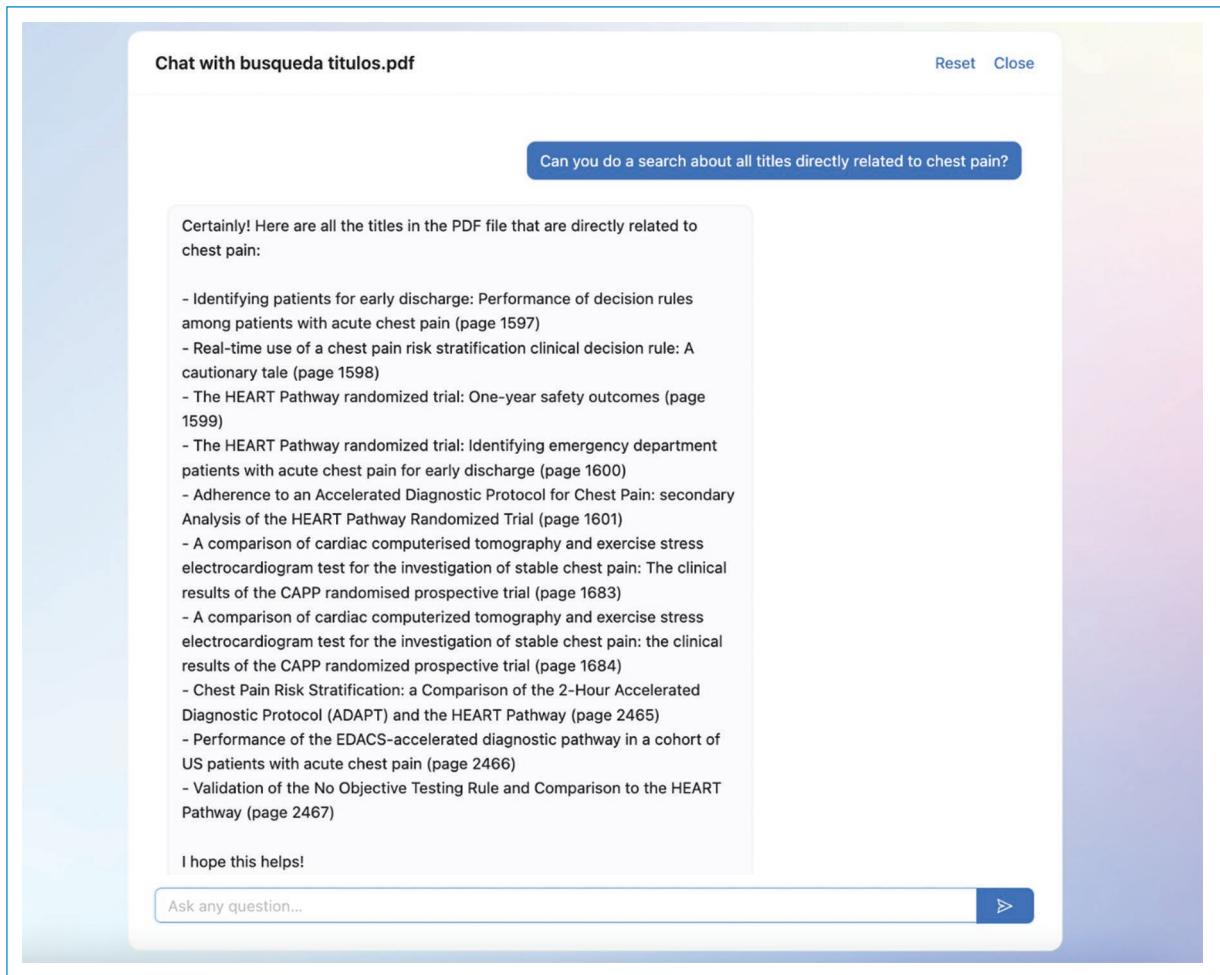 Chat with busqueda titulos.pdf
Reset Close
Can you do a search about all titles directly related to chest pain?
Certainly! Here are all the titles in the PDF file that are directly related to
chest pain:
- Identifying patients for early discharge: Performance of decision rules
among patients with acute chest pain (page 1597)
- Real-time use of a chest pain risk stratification clinical decision rule: A
cautionary tale (page 1598)
- The HEART Pathway randomized trial: One-year safety outcomes (page
1599)
- The HEART Pathway randomized trial: Identifying emergency department
patients with acute chest pain for early discharge (page 1600)
- Adherence to an Accelerated Diagnostic Protocol for Chest Pain: secondary
Analysis of the HEART Pathway Randomized Trial (page 1601)
- A comparison of cardiac computerised tomography and exercise stress
electrocardiogram test for the investigation of stable chest pain: The clinical
results of the CAPP randomised prospective trial (page 1683)
- A comparison of cardiac computerized tomography and exercise stress
electrocardiogram test for the investigation of stable chest pain: the clinical
results of the CAPP randomized prospective trial (page 1684)
- Chest Pain Risk Stratification: a Comparison of the 2-Hour Accelerated
Diagnostic Protocol (ADAPT) and the HEART Pathway (page 2465)
- Performance of the EDACS-accelerated diagnostic pathway in a cohort of
US patients with acute chest pain (page 2466)
- Validation of the No Objective Testing Rule and Comparison to the HEART
Pathway (page 2467)
I hope this helps!
Ask any question...